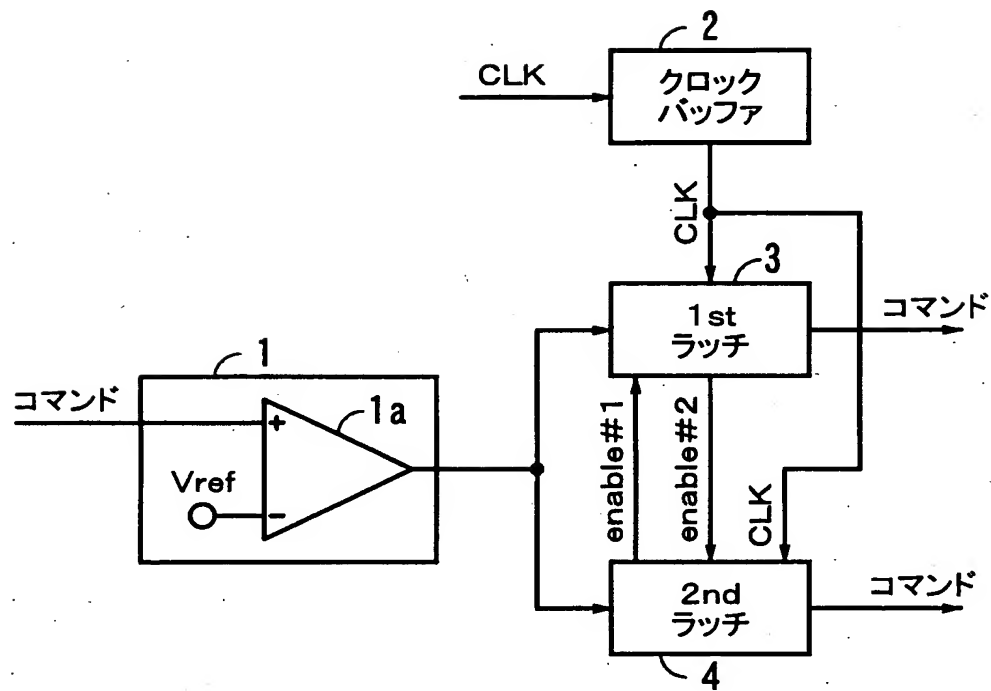 2
CLK
クロック
バッファ
CLK
3
1st
ラッチ
コマンド
1
コマンド
1a
+
Vref
−
enable#1
enable#2
CLK
2nd
ラッチ
コマンド
4